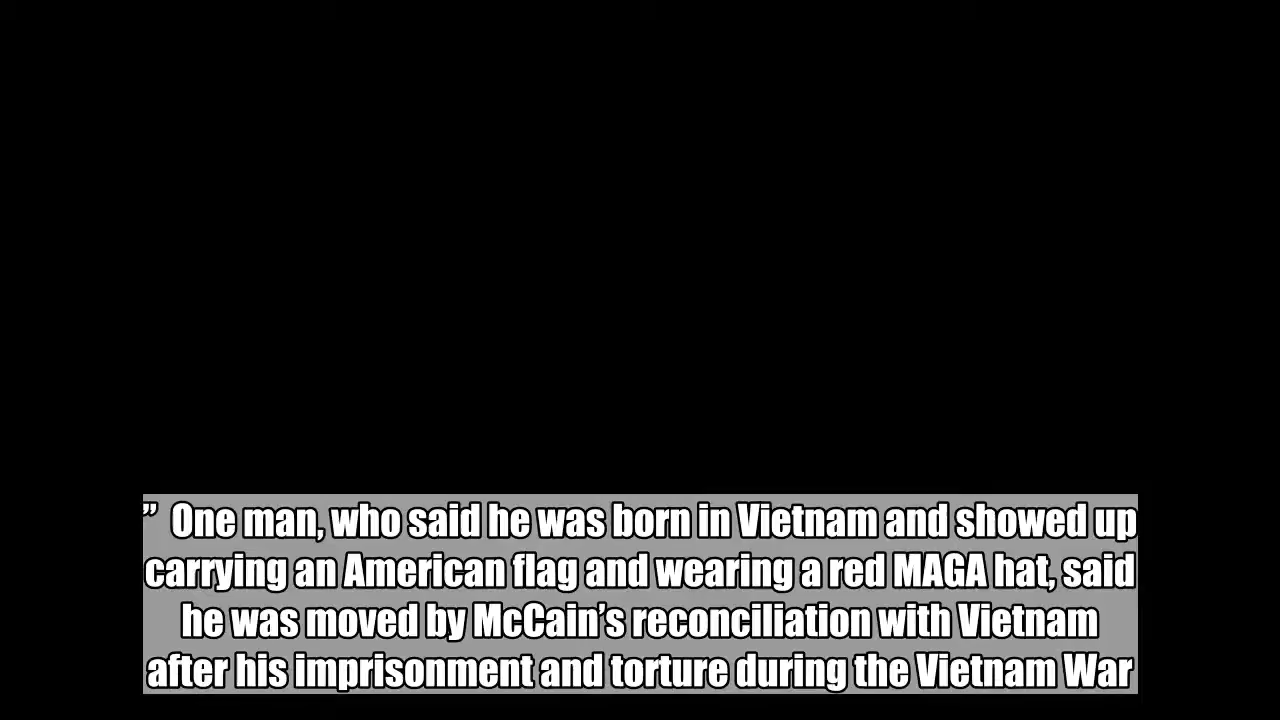 ”  One man, who said he was born in Vietnam and showed up
carrying an American flag and wearing a red MAGA hat, said
he was moved by McCain’s reconciliation with Vietnam
after his imprisonment and torture during the Vietnam War